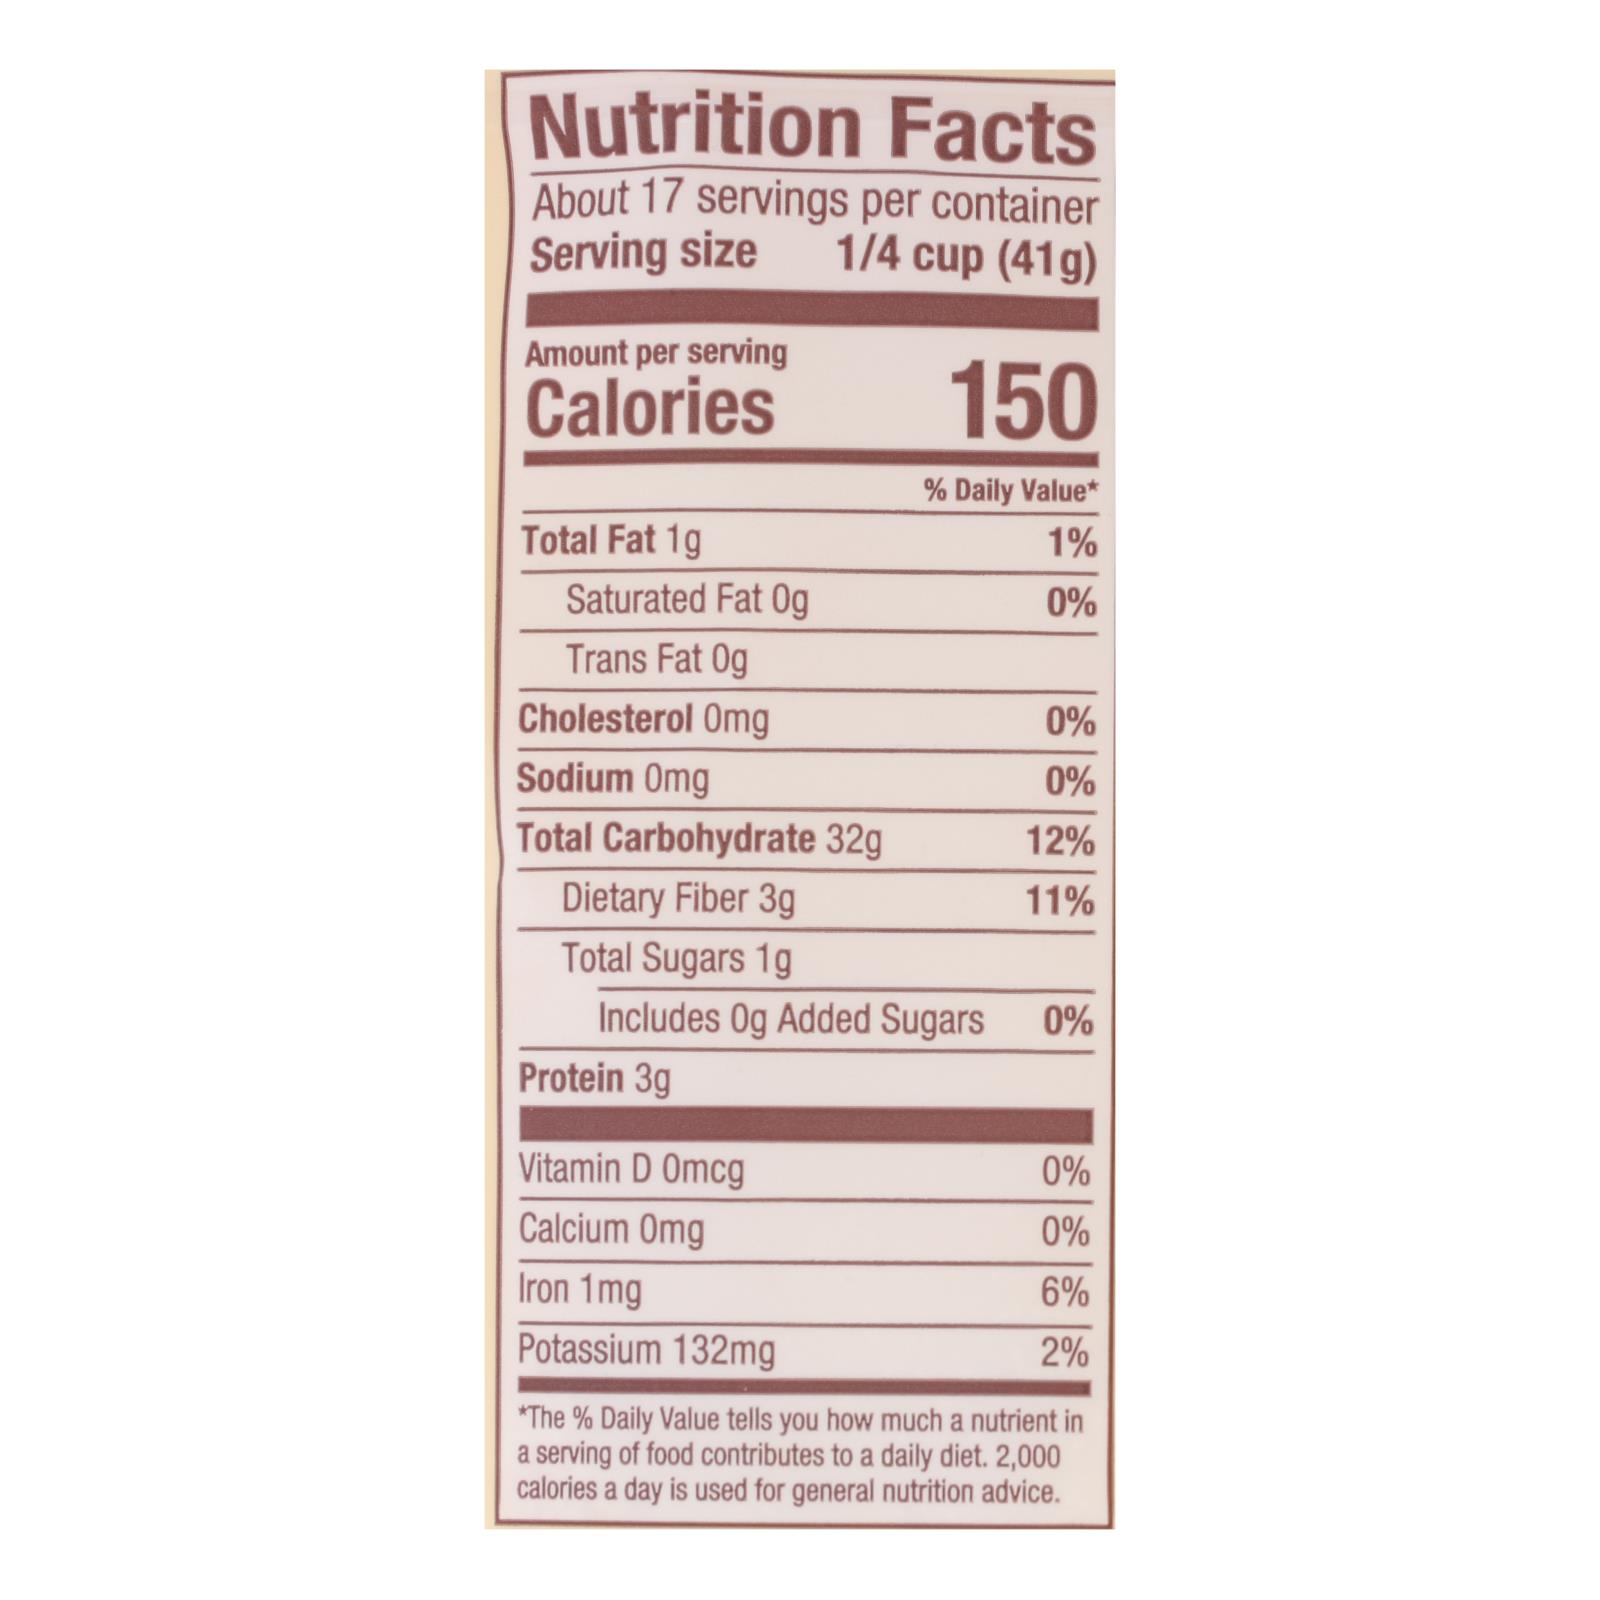 Nutrition Facts
About 17 servings per container
Serving size 1/4 cup (41g)
Amount per serving
Calories 150
% Daily Value*
Total Fat 1g 1%
Saturated Fat 0g 0%
Trans Fat 0g
Cholesterol 0mg 0%
Sodium 0mg 0%
Total Carbohydrate 32g 12%
Dietary Fiber 3g 11%
Total Sugars 1g
Includes 0g Added Sugars 0%
Protein 3g
Vitamin D 0mcg 0%
Calcium 0mg 0%
Iron 1mg 6%
Potassium 132mg 2%
*The % Daily Value tells you how much a nutrient in
a serving of food contributes to a daily diet. 2,000
calories a day is used for general nutrition advice.